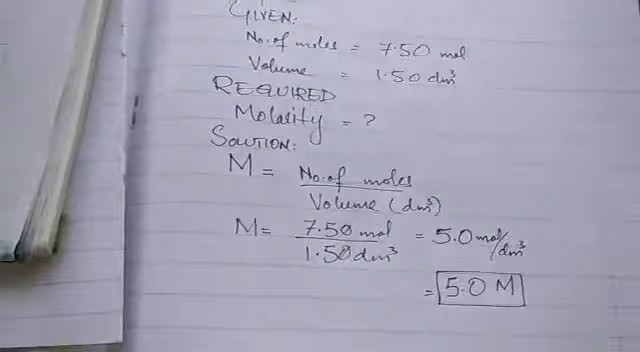 GIVEN:
No. of moles = 7.50 mol
Volume = 1.50 dm³
REQUIRED
Molarity = ?
SOLUTION:
M = No. of moles
Volume (dm³)
M = 7.50 mol = 5.0 mol/dm³
1.50 dm³
= 5.0 M